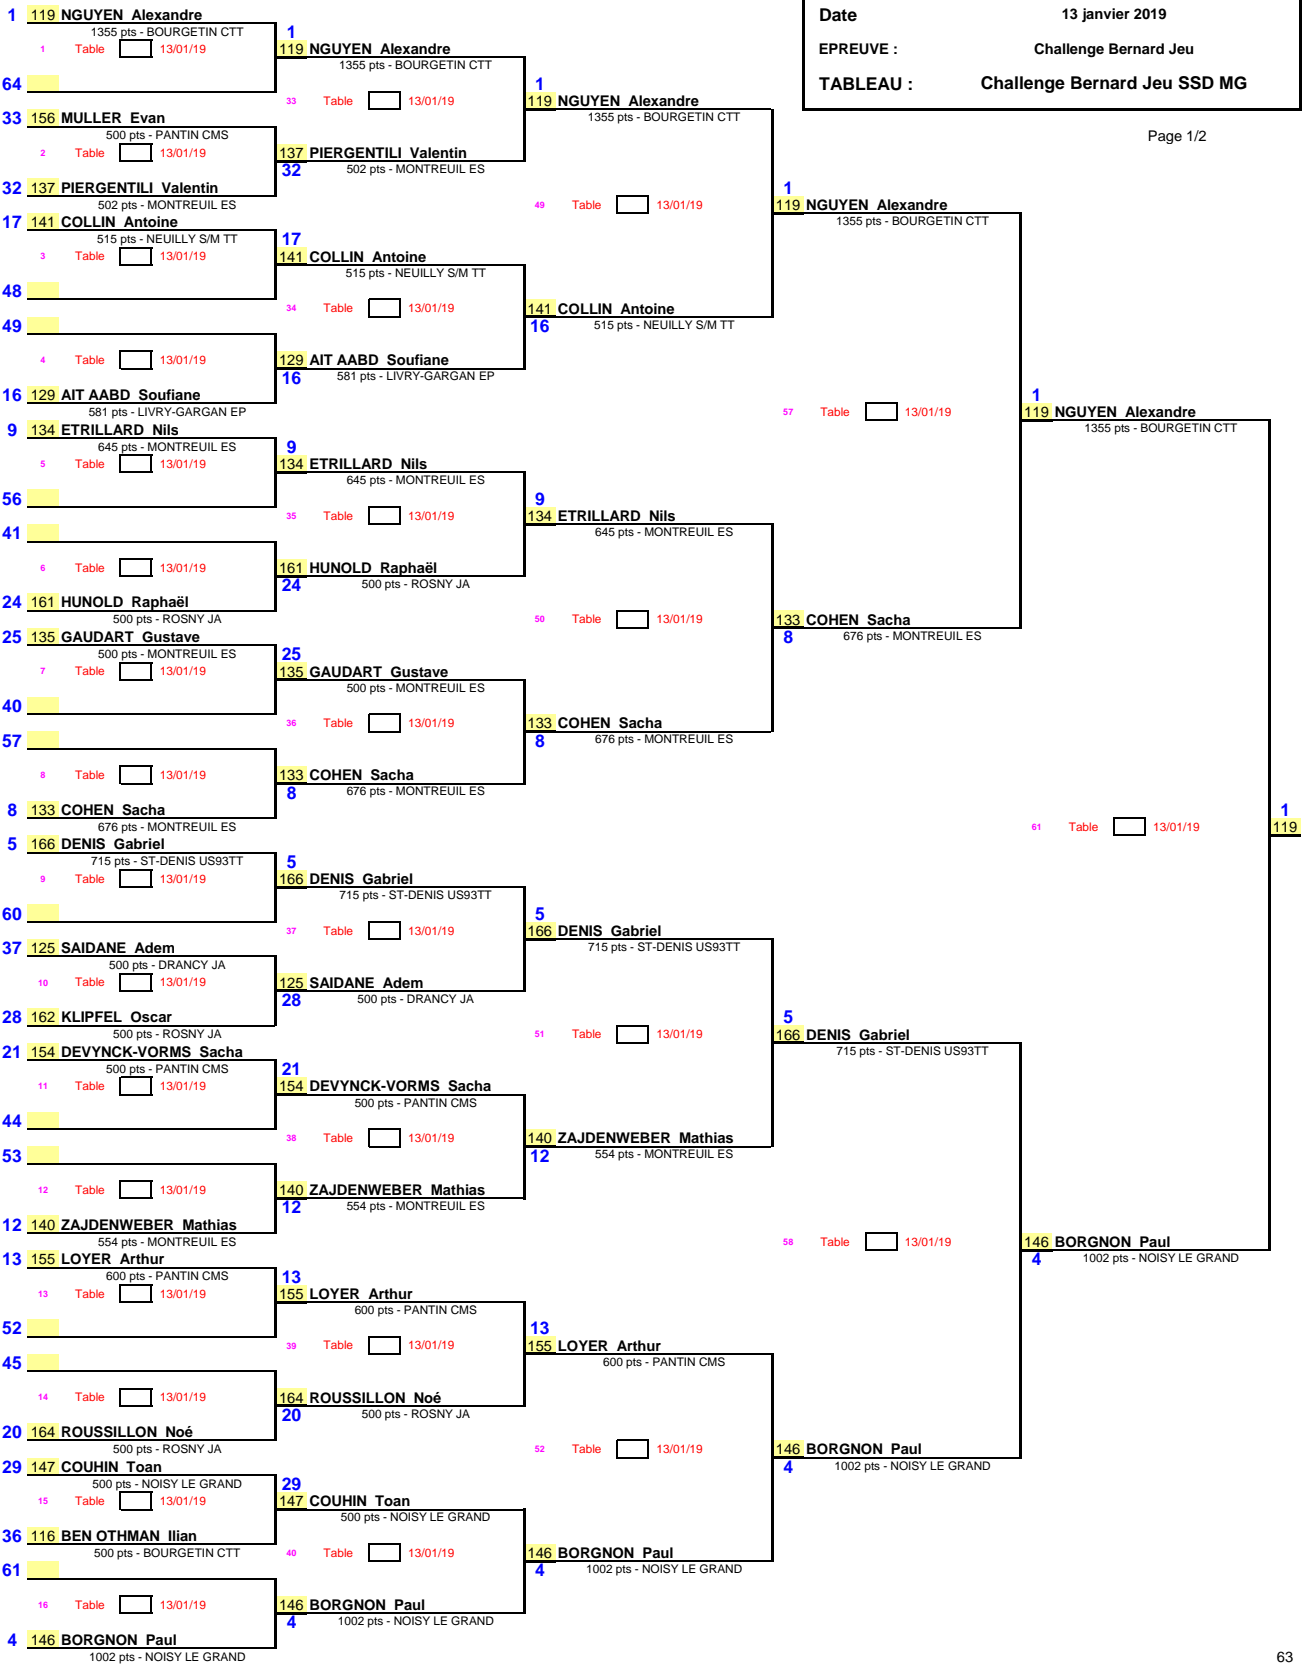 Date 13 janvier 2019
EPREUVE : Challenge Bernard Jeu
TABLEAU : Challenge Bernard Jeu SSD MG
Page 1/2
1 119 NGUYEN Alexandre
1355 pts - BOURGETIN CTT
1 Table 13/01/19
64
33 156 MULLER Evan
500 pts - PANTIN CMS
2 Table 13/01/19
32 137 PIERGENTILI Valentin
502 pts - MONTREUIL ES
17 141 COLLIN Antoine
515 pts - NEUILLY S/M TT
3 Table 13/01/19
48
49
4 Table 13/01/19
16 129 AIT AABD Soufiane
581 pts - LIVRY-GARGAN EP
9 134 ETRILLARD Nils
645 pts - MONTREUIL ES
5 Table 13/01/19
56
41
6 Table 13/01/19
24 161 HUNOLD Raphaël
500 pts - ROSNY JA
25 135 GAUDART Gustave
500 pts - MONTREUIL ES
7 Table 13/01/19
40
57
8 Table 13/01/19
8 133 COHEN Sacha
676 pts - MONTREUIL ES
5 166 DENIS Gabriel
715 pts - ST-DENIS US93TT
9 Table 13/01/19
60
37 125 SAIDANE Adem
500 pts - DRANCY JA
10 Table 13/01/19
28 162 KLIPFEL Oscar
500 pts - ROSNY JA
21 154 DEVYNCK-VORMS Sacha
500 pts - PANTIN CMS
11 Table 13/01/19
44
53
12 Table 13/01/19
12 140 ZAJDENWEBER Mathias
554 pts - MONTREUIL ES
13 155 LOYER Arthur
600 pts - PANTIN CMS
13 Table 13/01/19
52
45
14 Table 13/01/19
20 164 ROUSSILLON Noé
500 pts - ROSNY JA
29 147 COUHIN Toan
500 pts - NOISY LE GRAND
15 Table 13/01/19
36 116 BEN OTHMAN Ilian
500 pts - BOURGETIN CTT
61
16 Table 13/01/19
4 146 BORGNON Paul
1002 pts - NOISY LE GRAND
1
119 NGUYEN Alexandre
1355 pts - BOURGETIN CTT
33 Table 13/01/19
137 PIERGENTILI Valentin
32 502 pts - MONTREUIL ES
17
141 COLLIN Antoine
515 pts - NEUILLY S/M TT
34 Table 13/01/19
129 AIT AABD Soufiane
16 581 pts - LIVRY-GARGAN EP
9
134 ETRILLARD Nils
645 pts - MONTREUIL ES
35 Table 13/01/19
161 HUNOLD Raphaël
24 500 pts - ROSNY JA
25
135 GAUDART Gustave
500 pts - MONTREUIL ES
36 Table 13/01/19
133 COHEN Sacha
8 676 pts - MONTREUIL ES
5
166 DENIS Gabriel
715 pts - ST-DENIS US93TT
37 Table 13/01/19
125 SAIDANE Adem
28 500 pts - DRANCY JA
21
154 DEVYNCK-VORMS Sacha
500 pts - PANTIN CMS
38 Table 13/01/19
140 ZAJDENWEBER Mathias
12 554 pts - MONTREUIL ES
13
155 LOYER Arthur
600 pts - PANTIN CMS
39 Table 13/01/19
164 ROUSSILLON Noé
20 500 pts - ROSNY JA
29
147 COUHIN Toan
500 pts - NOISY LE GRAND
40 Table 13/01/19
146 BORGNON Paul
4 1002 pts - NOISY LE GRAND
1
119 NGUYEN Alexandre
1355 pts - BOURGETIN CTT
49 Table 13/01/19
141 COLLIN Antoine
16 515 pts - NEUILLY S/M TT
9
134 ETRILLARD Nils
645 pts - MONTREUIL ES
50 Table 13/01/19
133 COHEN Sacha
8 676 pts - MONTREUIL ES
5
166 DENIS Gabriel
715 pts - ST-DENIS US93TT
51 Table 13/01/19
140 ZAJDENWEBER Mathias
12 554 pts - MONTREUIL ES
13
155 LOYER Arthur
600 pts - PANTIN CMS
52 Table 13/01/19
146 BORGNON Paul
4 1002 pts - NOISY LE GRAND
1
119 NGUYEN Alexandre
1355 pts - BOURGETIN CTT
57 Table 13/01/19
133 COHEN Sacha
8 676 pts - MONTREUIL ES
5
166 DENIS Gabriel
715 pts - ST-DENIS US93TT
58 Table 13/01/19
146 BORGNON Paul
4 1002 pts - NOISY LE GRAND
1
119 NGUYEN Alexandre
1355 pts - BOURGETIN CTT
61 Table 13/01/19
146 BORGNON Paul
4 1002 pts - NOISY LE GRAND
1
119
63